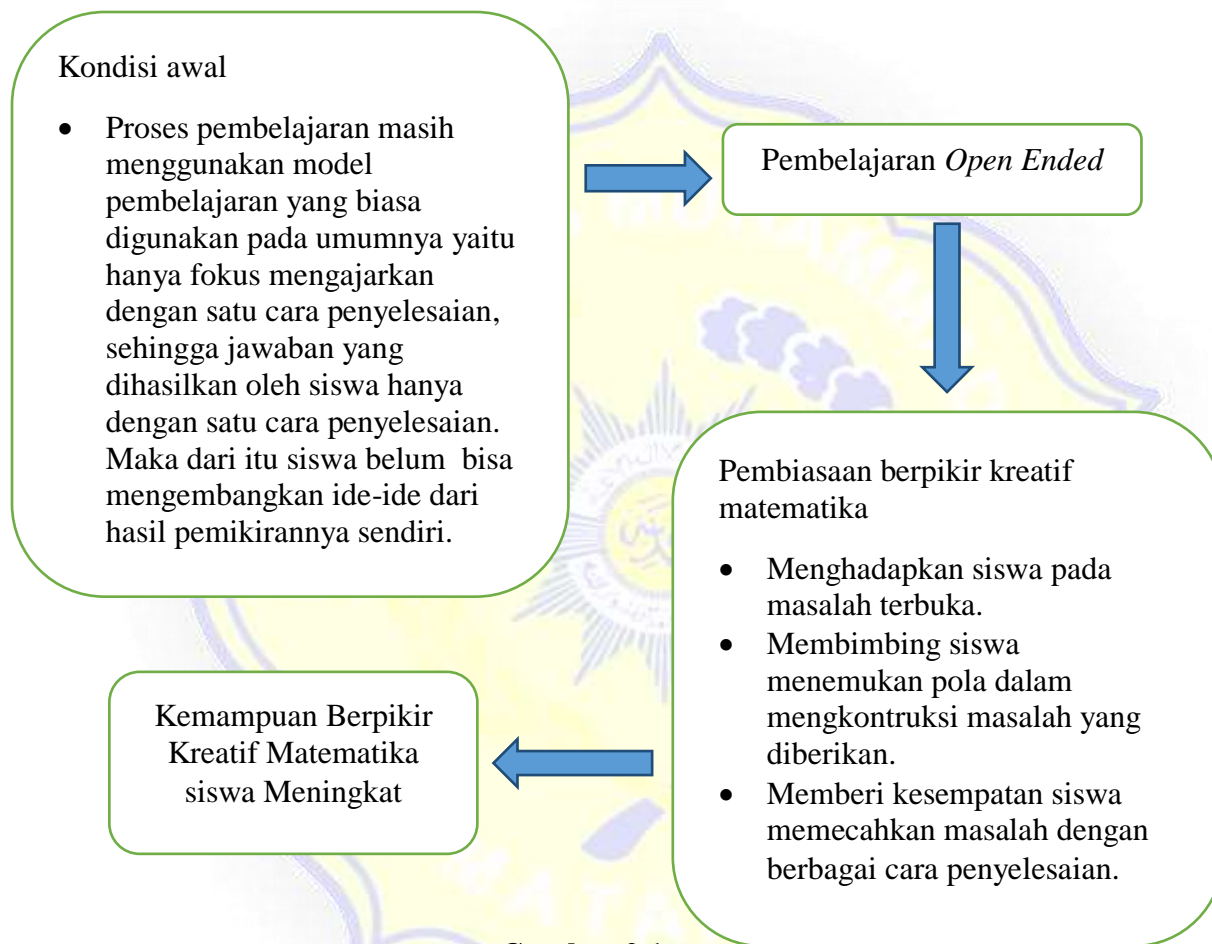 Kondisi awal
• Proses pembelajaran masih
menggunakan model
pembelajaran yang biasa
digunakan pada umumnya yaitu
hanya fokus mengajarkan
dengan satu cara penyelesaian,
sehingga jawaban yang
dihasilkan oleh siswa hanya
dengan satu cara penyelesaian.
Maka dari itu siswa belum bisa
mengembangkan ide-ide dari
hasil pemikirannya sendiri.
Pembelajaran Open Ended
Pembiasaan berpikir kreatif
matematika
• Menghadapkan siswa pada
masalah terbuka.
• Membimbing siswa
menemukan pola dalam
mengkontruksi masalah yang
diberikan.
• Memberi kesempatan siswa
memecahkan masalah dengan
berbagai cara penyelesaian.
Kemampuan Berpikir
Kreatif Matematika
siswa Meningkat